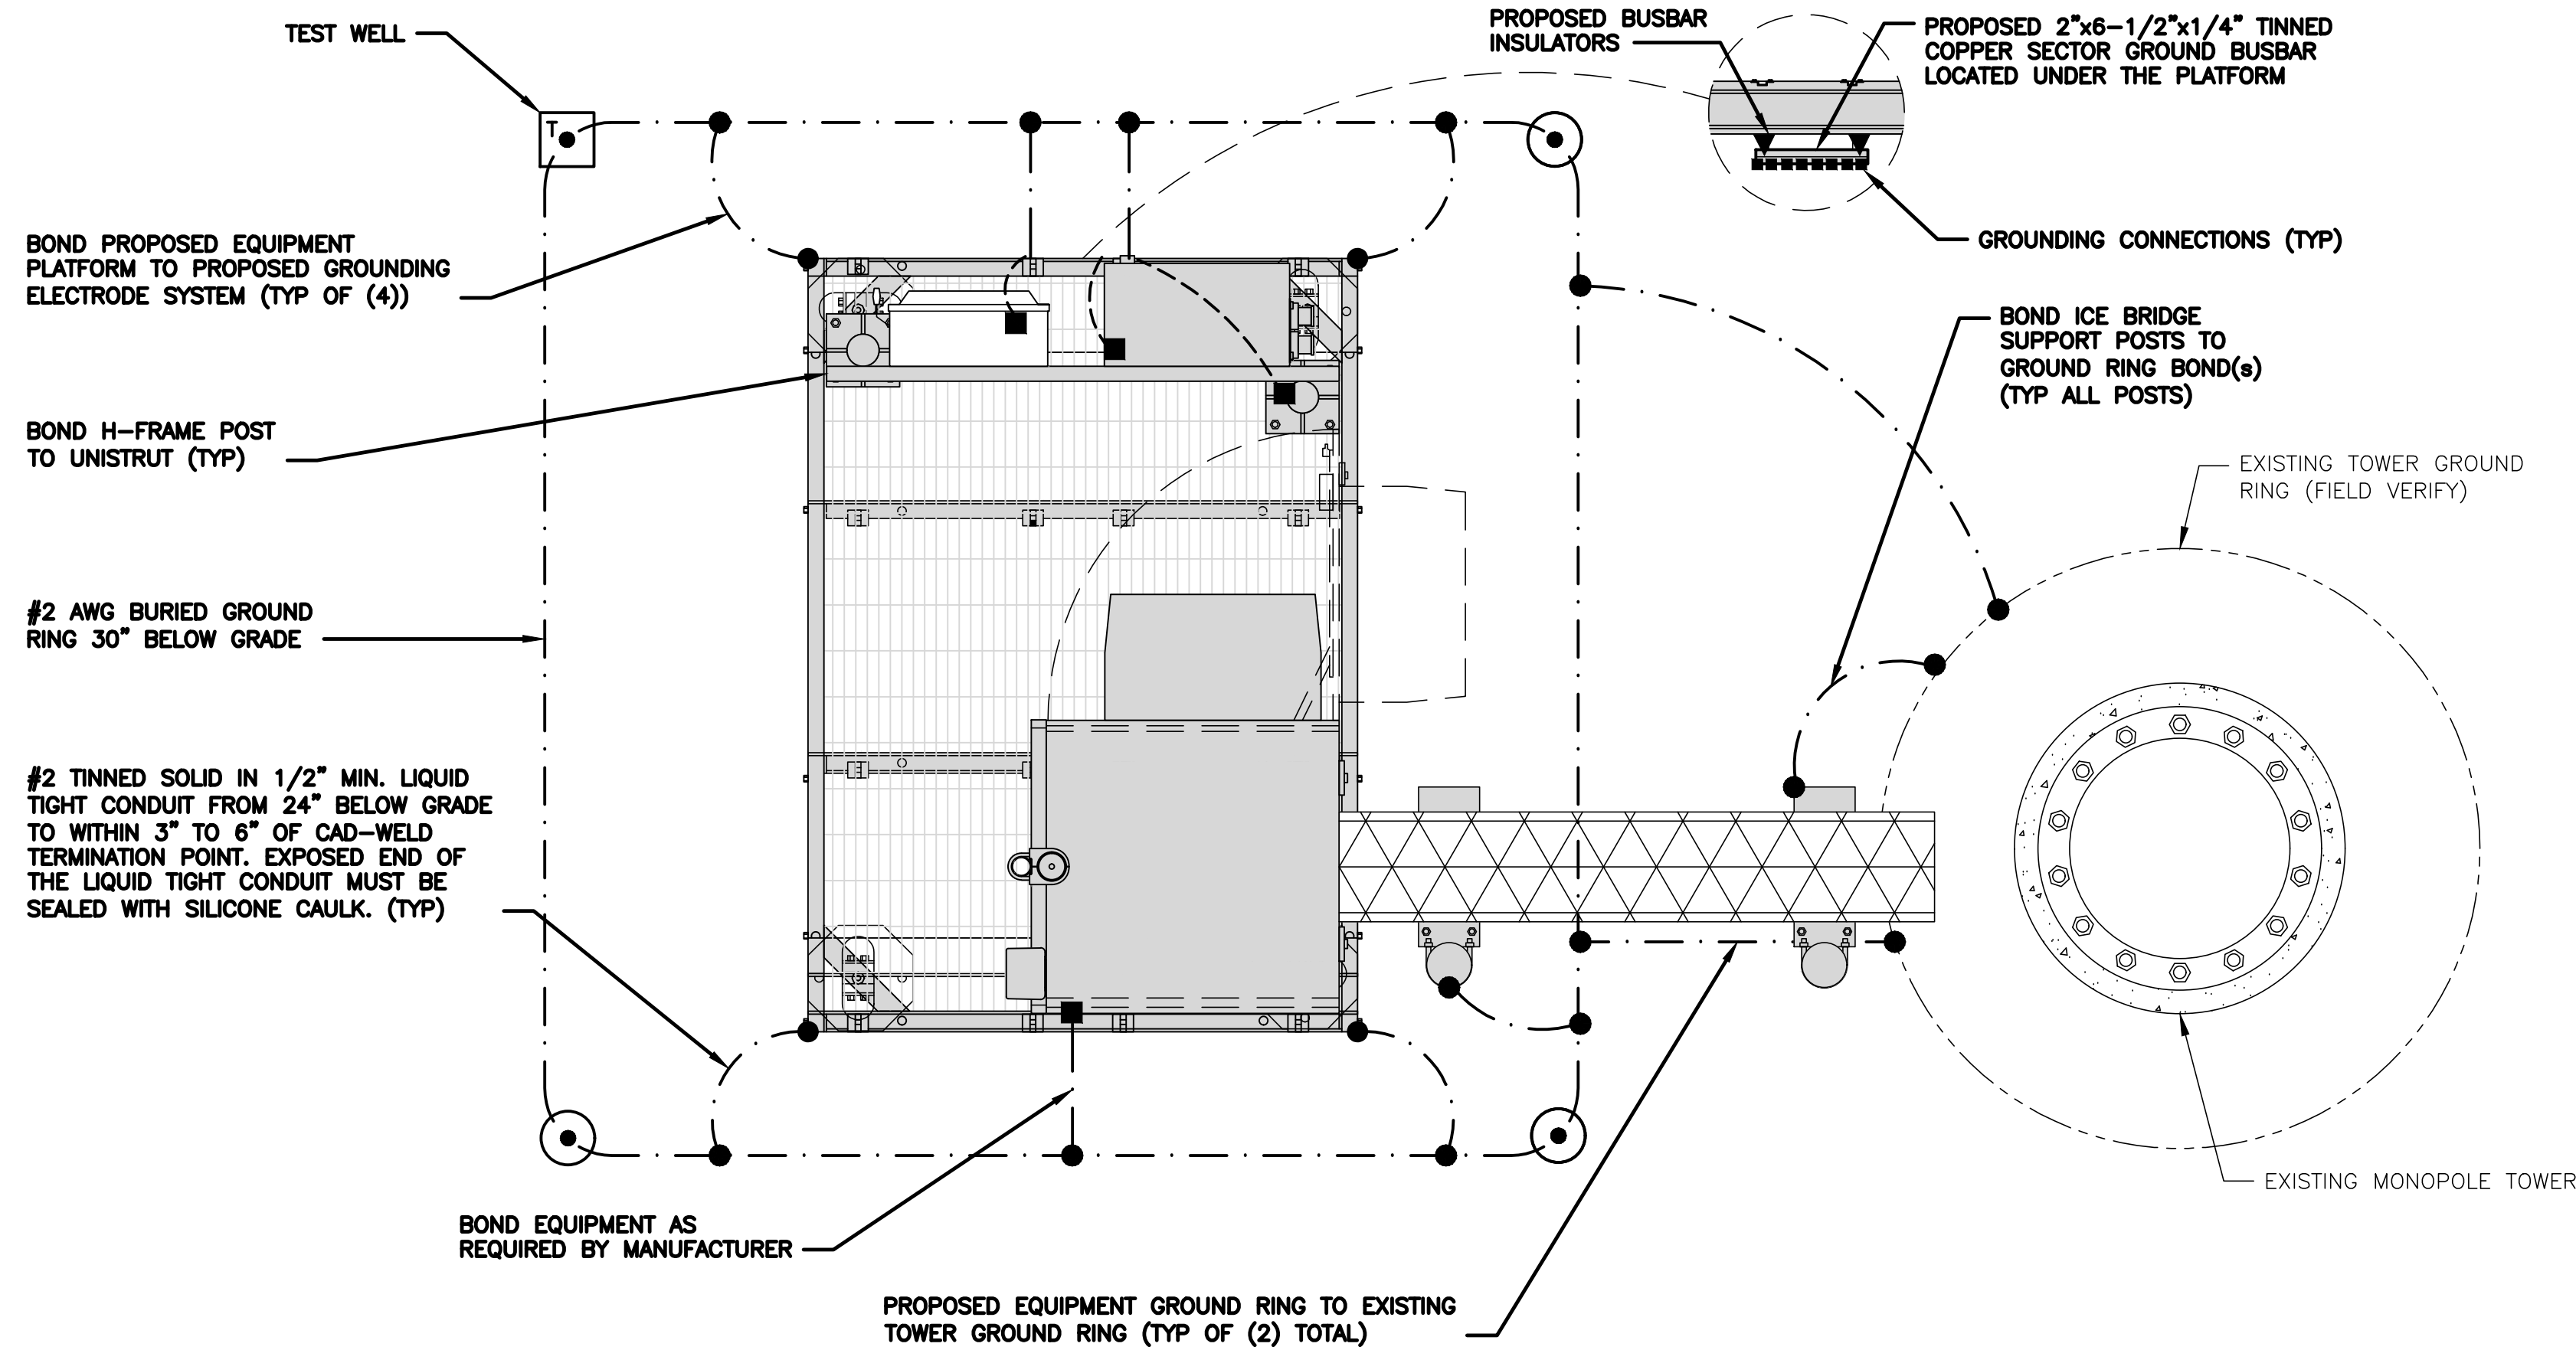 TEST WELL
PROPOSED BUSBAR
INSULATORS
PROPOSED 2"x6-1/2"x1/4" TINNED
COPPER SECTOR GROUND BUSBAR
LOCATED UNDER THE PLATFORM
T
GROUNDING CONNECTIONS (TYP)
BOND PROPOSED EQUIPMENT
PLATFORM TO PROPOSED GROUNDING
ELECTRODE SYSTEM (TYP OF (4))
BOND ICE BRIDGE
SUPPORT POSTS TO
GROUND RING BOND(s)
(TYP ALL POSTS)
BOND H-FRAME POST
TO UNISTRUT (TYP)
EXISTING TOWER GROUND
RING (FIELD VERIFY)
#2 AWG BURIED GROUND
RING 30" BELOW GRADE
#2 TINNED SOLID IN 1/2" MIN. LIQUID
TIGHT CONDUIT FROM 24" BELOW GRADE
TO WITHIN 3" TO 6" OF CAD-WELD
TERMINATION POINT. EXPOSED END OF
THE LIQUID TIGHT CONDUIT MUST BE
SEALED WITH SILICONE CAULK. (TYP)
EXISTING MONOPOLE TOWER
BOND EQUIPMENT AS
REQUIRED BY MANUFACTURER
PROPOSED EQUIPMENT GROUND RING TO EXISTING
TOWER GROUND RING (TYP OF (2) TOTAL)